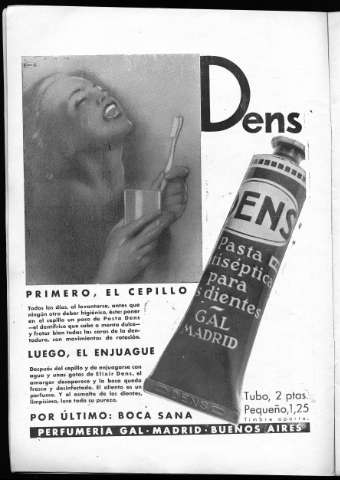 Dens
DENS
Pasta
antiséptica
para
los dientes
GAL
MADRID
PRIMERO, EL CEPILLO
Todos los días, al levantarse, antes que
ningún otro deber higiénico, éste: poner
en el cepillo un poco de Pasta Dens
—el dentífrico que sabe a menta dulce—
y frotar bien todas las caras de la den-
tadura, con movimientos de rotación.
LUEGO, EL ENJUAGUE
Después del cepillo y de enjuagarse con
agua y unas gotas de Elixir Dens, el
amargor desaparece y la boca queda
fresca y desinfectada. El aliento es un
perfume. Y el esmalte de los dientes,
limpísimo, luce toda su pureza.
POR ÚLTIMO: BOCA SANA
Tubo, 2 ptas.
Pequeño, 1,25
Timbre aparte.
PERFUMERÍA GAL · MADRID · BUENOS AIRES